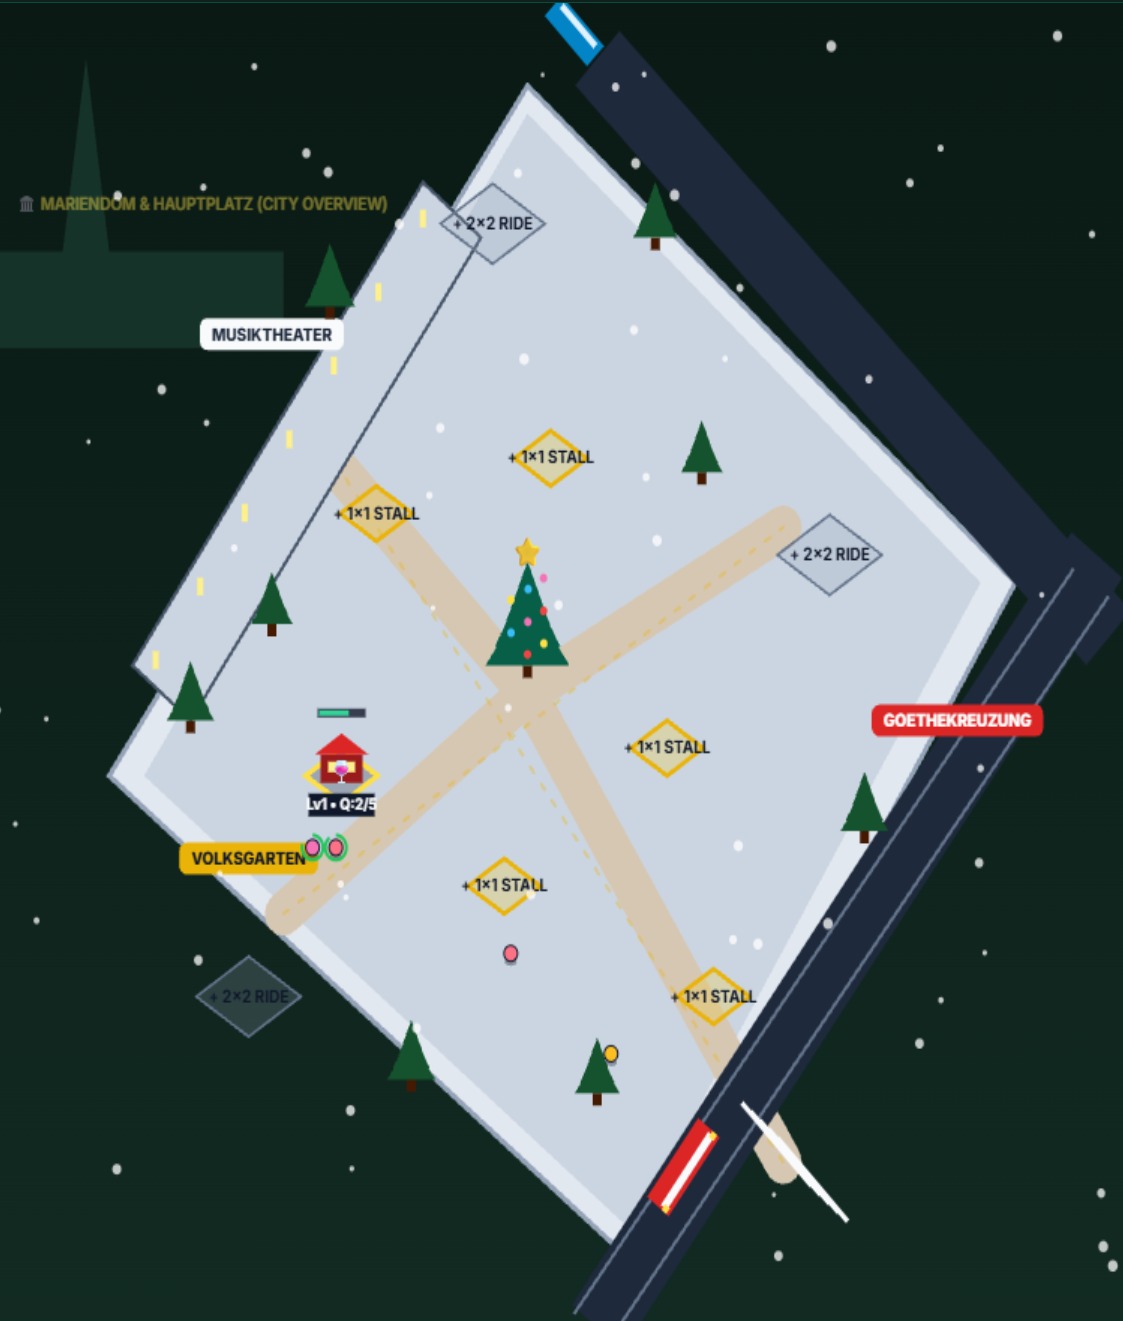 🏛 MARIENDOM & HAUPTPLATZ (CITY OVERVIEW)
+ 2×2 RIDE
MUSIKTHEATER
+ 1×1 STALL
+ 1×1 STALL
+ 2×2 RIDE
GOETHEKREUZUNG
+ 1×1 STALL
Lv1 • Q:2/5
VOLKSGARTEN
+ 1×1 STALL
+ 2×2 RIDE
+ 1×1 STALL